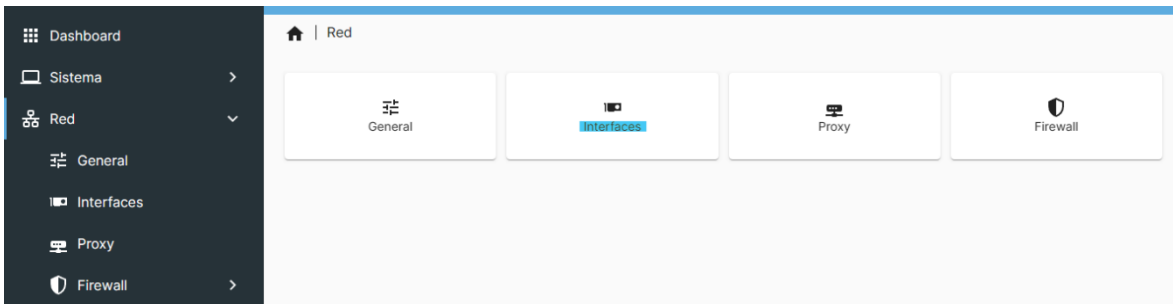 Dashboard
Sistema
Red
General
Interfaces
Proxy
Firewall
| Red
General
Interfaces
Proxy
Firewall